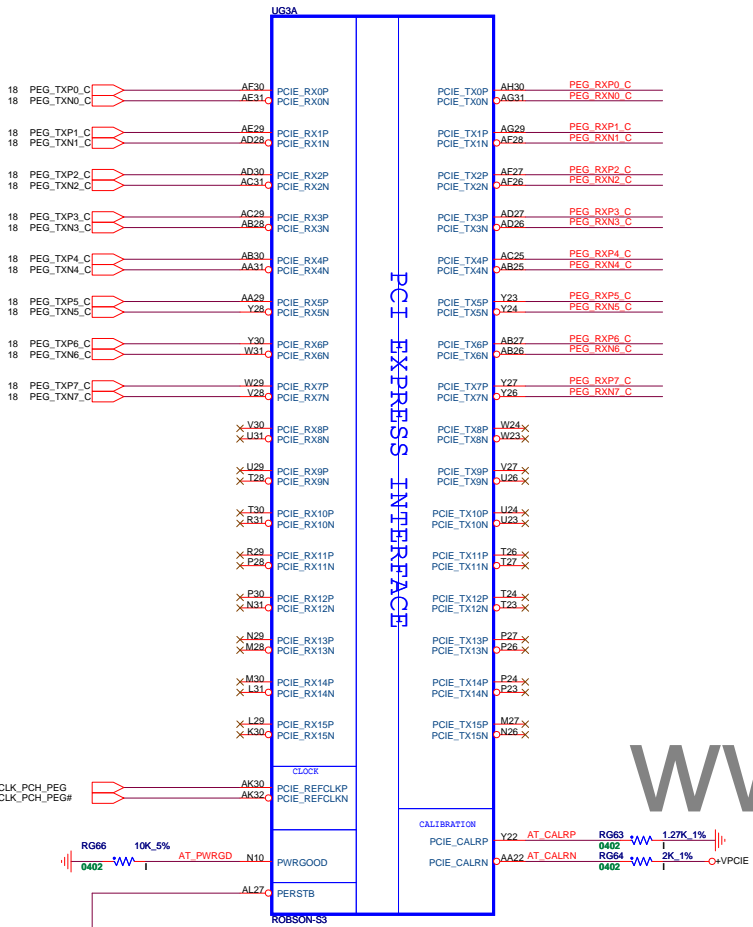 UG3A
18 PEG_TXP0_C AF30 PCIE_RX0P PCIE_TX0P AH30 PEG_RXP0_C
18 PEG_TXN0_C AE31 PCIE_RX0N PCIE_TX0N AG31 PEG_RXN0_C
18 PEG_TXP1_C AE29 PCIE_RX1P PCIE_TX1P AG29 PEG_RXP1_C
18 PEG_TXN1_C AD28 PCIE_RX1N PCIE_TX1N AF28 PEG_RXN1_C
18 PEG_TXP2_C AD30 PCIE_RX2P PCIE_TX2P AF27 PEG_RXP2_C
18 PEG_TXN2_C AC31 PCIE_RX2N PCIE_TX2N AF26 PEG_RXN2_C
18 PEG_TXP3_C AC29 PCIE_RX3P PCIE_TX3P AD27 PEG_RXP3_C
18 PEG_TXN3_C AB28 PCIE_RX3N PCIE_TX3N AD26 PEG_RXN3_C
18 PEG_TXP4_C AB30 PCIE_RX4P PCIE_TX4P AC25 PEG_RXP4_C
18 PEG_TXN4_C AA31 PCIE_RX4N PCIE_TX4N AB25 PEG_RXN4_C
18 PEG_TXP5_C AA29 PCIE_RX5P PCIE_TX5P Y23 PEG_RXP5_C
18 PEG_TXN5_C Y28 PCIE_RX5N PCIE_TX5N Y24 PEG_RXN5_C
18 PEG_TXP6_C Y30 PCIE_RX6P PCIE_TX6P AB27 PEG_RXP6_C
18 PEG_TXN6_C W31 PCIE_RX6N PCIE_TX6N AB26 PEG_RXN6_C
18 PEG_TXP7_C W29 PCIE_RX7P PCIE_TX7P Y27 PEG_RXP7_C
18 PEG_TXN7_C V28 PCIE_RX7N PCIE_TX7N Y26 PEG_RXN7_C
V30 PCIE_RX8P PCIE_TX8P W24
U31 PCIE_RX8N PCIE_TX8N W23
U29 PCIE_RX9P PCIE_TX9P V27
T28 PCIE_RX9N PCIE_TX9N U26
T30 PCIE_RX10P PCIE_TX10P U24
R31 PCIE_RX10N PCIE_TX10N U23
R29 PCIE_RX11P PCIE_TX11P T26
P28 PCIE_RX11N PCIE_TX11N T27
P30 PCIE_RX12P PCIE_TX12P T24
N31 PCIE_RX12N PCIE_TX12N T23
N29 PCIE_RX13P PCIE_TX13P P27
M28 PCIE_RX13N PCIE_TX13N P26
M30 PCIE_RX14P PCIE_TX14P P24
L31 PCIE_RX14N PCIE_TX14N P23
L29 PCIE_RX15P PCIE_TX15P M27
K30 PCIE_RX15N PCIE_TX15N N26
PCI EXPRESS INTERFACE
CLOCK
CLK_PCH_PEG AK30 PCIE_REFCLKP
CLK_PCH_PEG# AK32 PCIE_REFCLKN
CALIBRATION
PCIE_CALRP Y22 AT_CALRP RG63 1.27K_1%
0402
PCIE_CALRN AA22 AT_CALRN RG64 2K_1% +VPCIE
0402
RG66 10K_5% AT_PWRGD N10 PWRGOOD
0402
AL27 PERSTB
ROBSON-S3